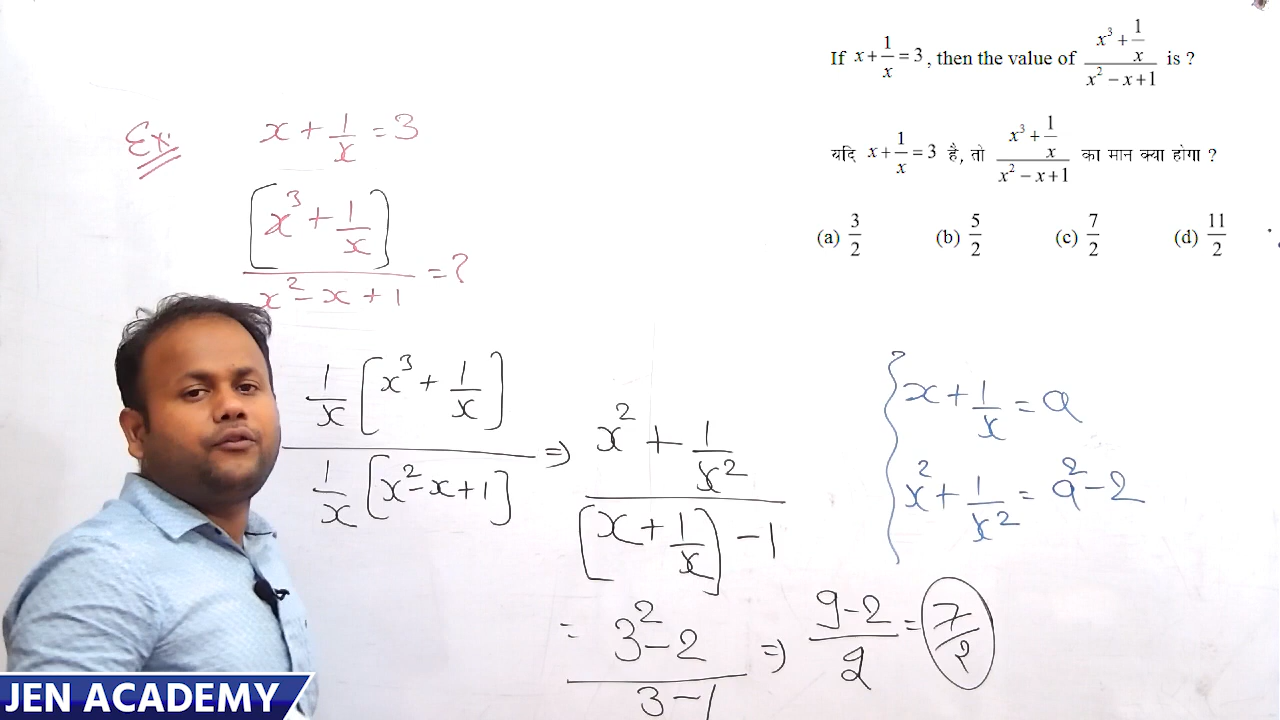 If x + 1/x = 3, then the value of (x³ + 1/x)/(x² − x + 1) is ?
यदि x + 1/x = 3 है, तो (x³ + 1/x)/(x² − x + 1) का मान क्या होगा ?
(a) 3/2 (b) 5/2 (c) 7/2 (d) 11/2
Ex:
x + 1/x = 3
[x³ + 1/x]/(x² − x + 1) = ?
1/x [x³ + 1/x] / 1/x [x² − x + 1] ⇒ (x² + 1/x²)/([x + 1/x] − 1)
= (3² − 2)/(3 − 1) ⇒ (9 − 2)/2 = 7/2
x + 1/x = a
x² + 1/x² = a² − 2
JEN ACADEMY